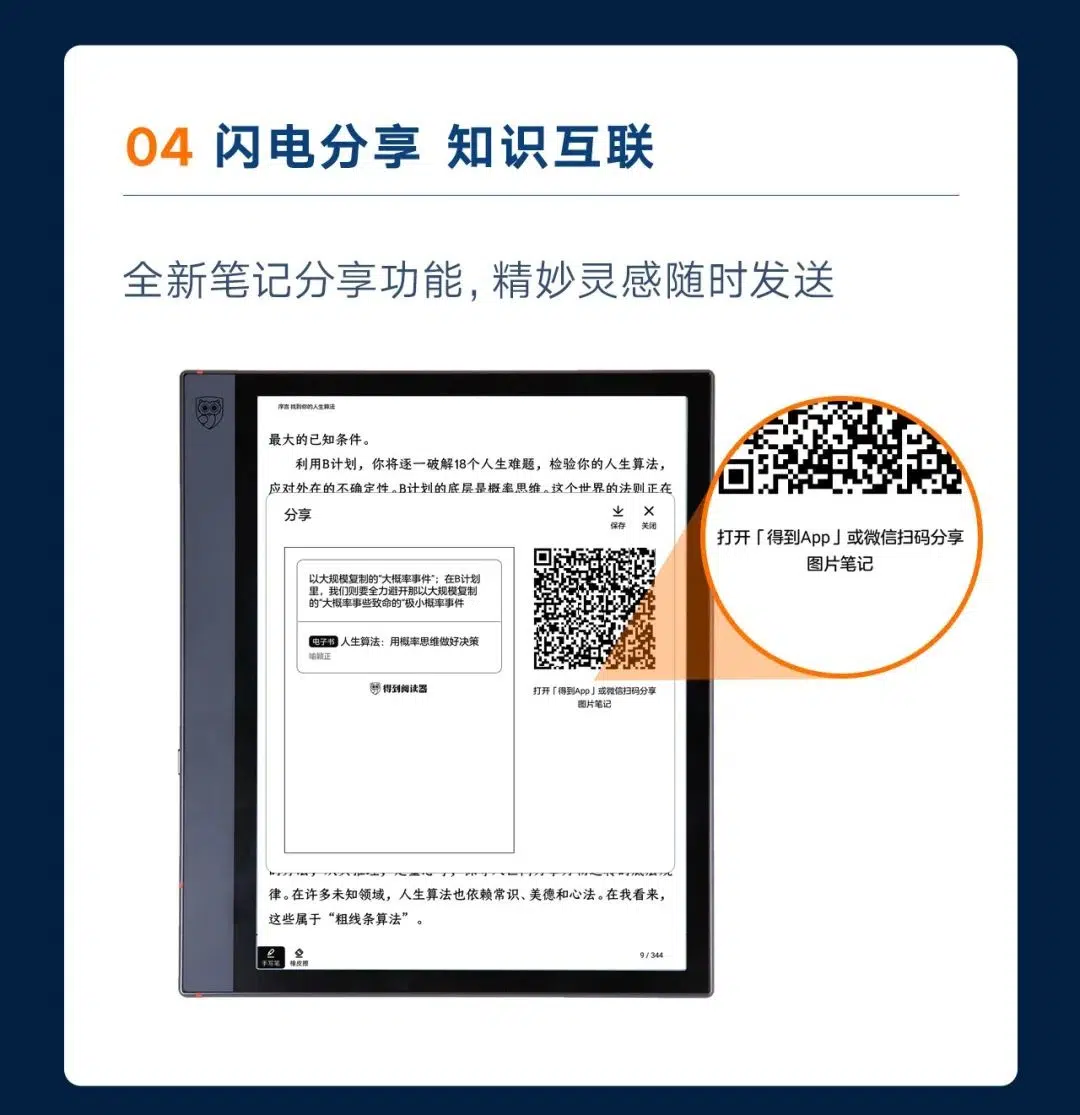 04 闪电分享 知识互联
全新笔记分享功能，精妙灵感随时发送
序言 找到你的人生算法
最大的已知条件。
利用B计划，你将逐一破解18个人生难题，检验你的人生算法，
应对外在的不确定性。B计划的底层是概率思维。这个世界的法则正在
分享
保存
关闭
以大规模复制的“大概率事件”；在B计划
里，我们则要全力避开那以大规模复制
的“大概率事些致命的“极小概率事件
电子书 人生算法：用概率思维做好决策
喻颖正
得到阅读器
打开「得到App」或微信扫码分享
图片笔记
打开「得到App」或微信扫码分享
图片笔记
律。在许多未知领域，人生算法也依赖常识、美德和心法。在我看来，
这些属于“粗线条算法”。
手写笔
橡皮擦
9 / 344